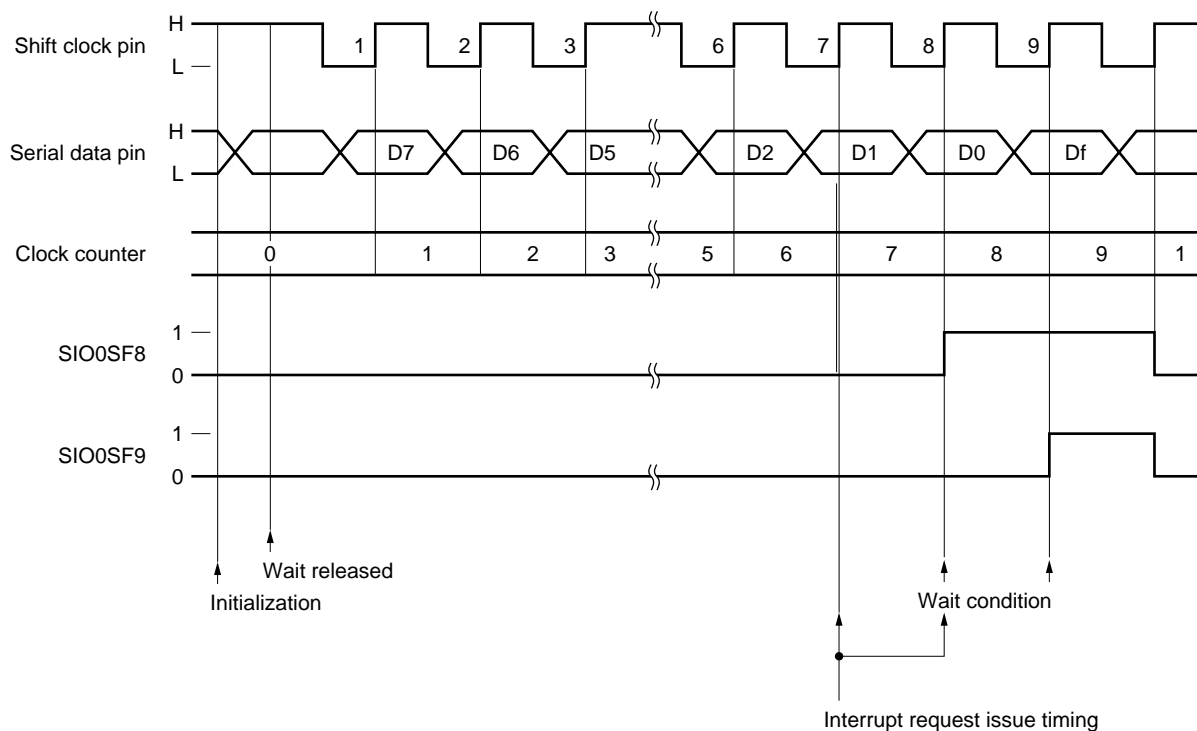 H
Shift clock pin 1 2 3 6 7 8 9
L
H
Serial data pin D7 D6 D5 D2 D1 D0 Df
L
Clock counter 0 1 2 3 5 6 7 8 9 1
1
SIO0SF8
0
1
SIO0SF9
0
Wait released
Initialization
Wait condition
Interrupt request issue timing